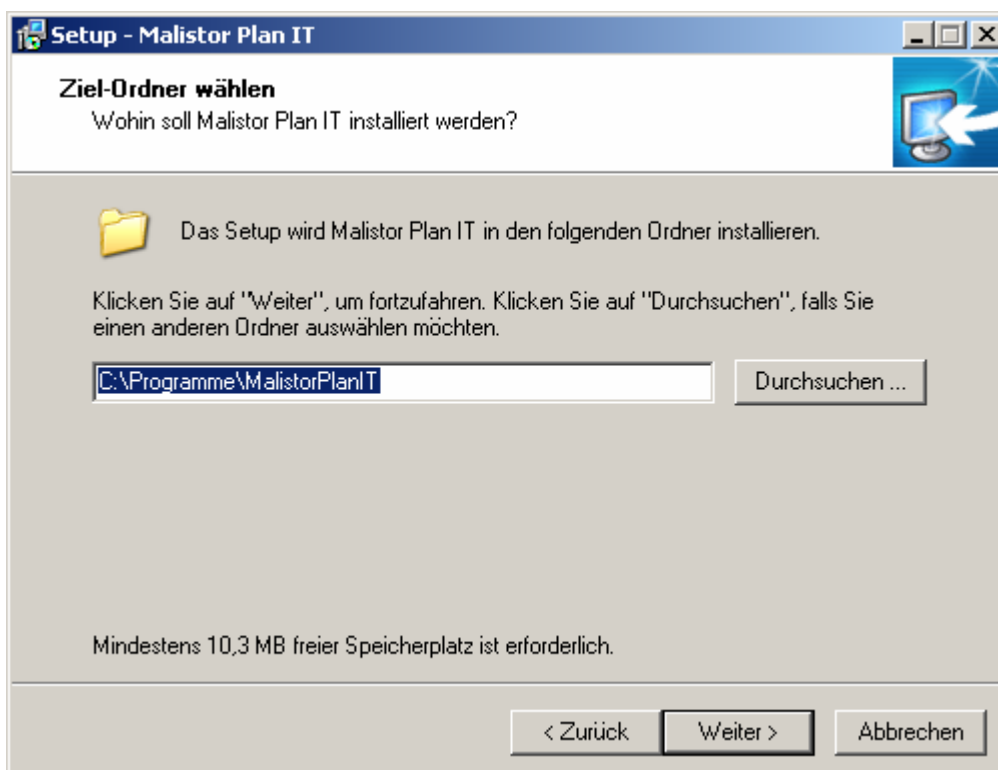 Setup - Malistor Plan IT
Ziel-Ordner wählen
Wohin soll Malistor Plan IT installiert werden?
Das Setup wird Malistor Plan IT in den folgenden Ordner installieren.
Klicken Sie auf "Weiter", um fortzufahren. Klicken Sie auf "Durchsuchen", falls Sie
einen anderen Ordner auswählen möchten.
C:\Programme\MalistorPlanIT
Durchsuchen ...
Mindestens 10,3 MB freier Speicherplatz ist erforderlich.
< Zurück
Weiter >
Abbrechen